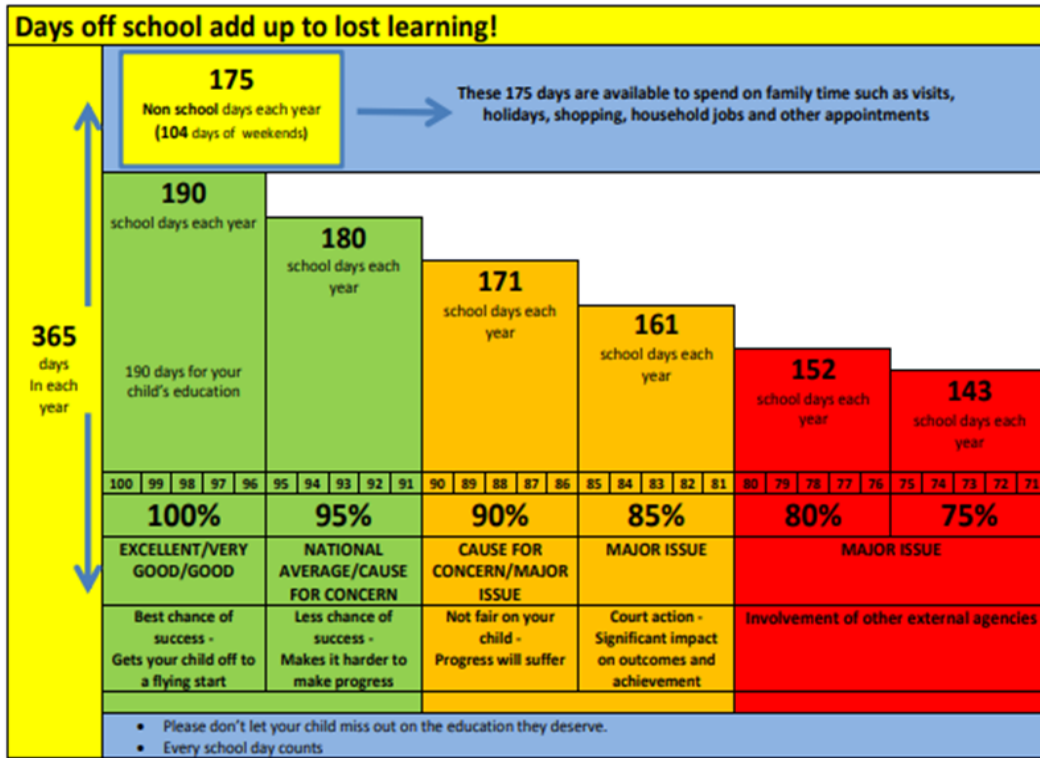 Days off school add up to lost learning!
175
Non school days each year
(104 days of weekends)
These 175 days are available to spend on family time such as visits,
holidays, shopping, household jobs and other appointments
365
days
In each
year
190
school days each year
190 days for your
child's education
180
school days each
year
171
school days each
year
161
school days each
year
152
school days each
year
143
school days each
year
100 99 98 97 96 95 94 93 92 91 90 89 88 87 86 85 84 83 82 81 80 79 78 77 76 75 74 73 72 71
100% 95% 90% 85% 80% 75%
EXCELLENT/VERY
GOOD/GOOD
NATIONAL
AVERAGE/CAUSE
FOR CONCERN
CAUSE FOR
CONCERN/MAJOR
ISSUE
MAJOR ISSUE
MAJOR ISSUE
Best chance of
success -
Gets your child off to
a flying start
Less chance of
success -
Makes it harder to
make progress
Not fair on your
child -
Progress will suffer
Court action -
Significant impact
on outcomes and
achievement
Involvement of other external agencies
• Please don't let your child miss out on the education they deserve.
• Every school day counts